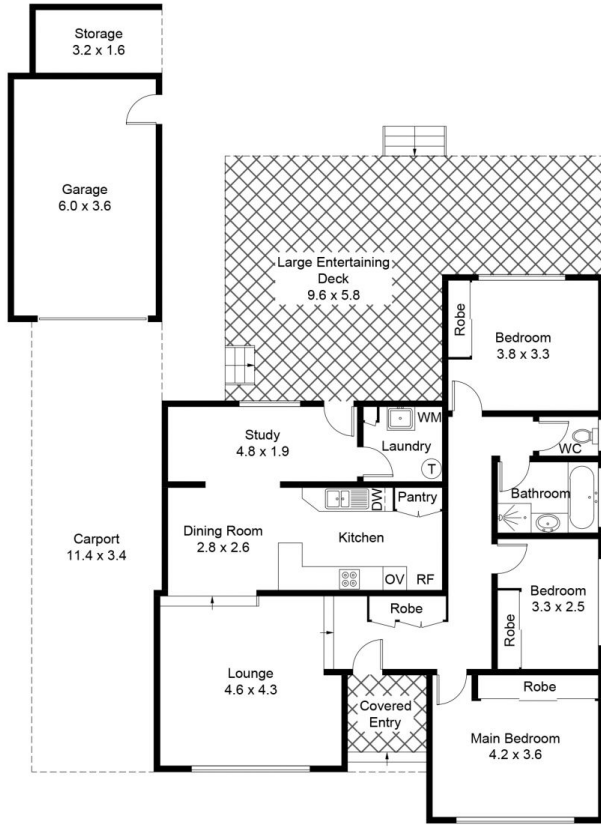 Storage
3.2 x 1.6
Garage
6.0 x 3.6
Large Entertaining
Deck
9.6 x 5.8
Robe
Bedroom
3.8 x 3.3
Study
4.8 x 1.9
WM
Laundry
T
WC
Bathroom
Carport
11.4 x 3.4
Dining Room
2.8 x 2.6
DW
Pantry
Kitchen
OV
RF
Robe
Bedroom
3.3 x 2.5
Robe
Lounge
4.6 x 4.3
Covered
Entry
Robe
Main Bedroom
4.2 x 3.6